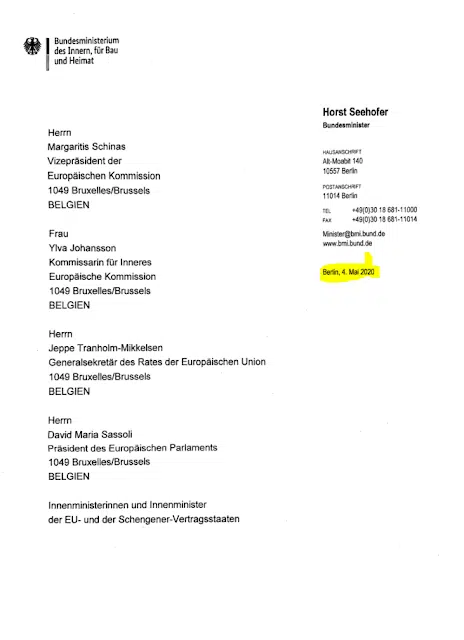 Bundesministerium
des Innern, für Bau
und Heimat
Horst Seehofer
Bundesminister
HAUSANSCHRIFT
Alt-Moabit 140
10557 Berlin
POSTANSCHRIFT
11014 Berlin
TEL +49(0)30 18 681-11000
FAX +49(0)30 18 681-11014
Minister@bmi.bund.de
www.bmi.bund.de
Berlin, 4. Mai 2020
Herrn
Margaritis Schinas
Vizepräsident der
Europäischen Kommission
1049 Bruxelles/Brussels
BELGIEN
Frau
Ylva Johansson
Kommissarin für Inneres
Europäische Kommission
1049 Bruxelles/Brussels
BELGIEN
Herrn
Jeppe Tranholm-Mikkelsen
Generalsekretär des Rates der Europäischen Union
1049 Bruxelles/Brussels
BELGIEN
Herrn
David Maria Sassoli
Präsident des Europäischen Parlaments
1049 Bruxelles/Brussels
BELGIEN
Innenministerinnen und Innenminister
der EU- und der Schengener-Vertragsstaaten